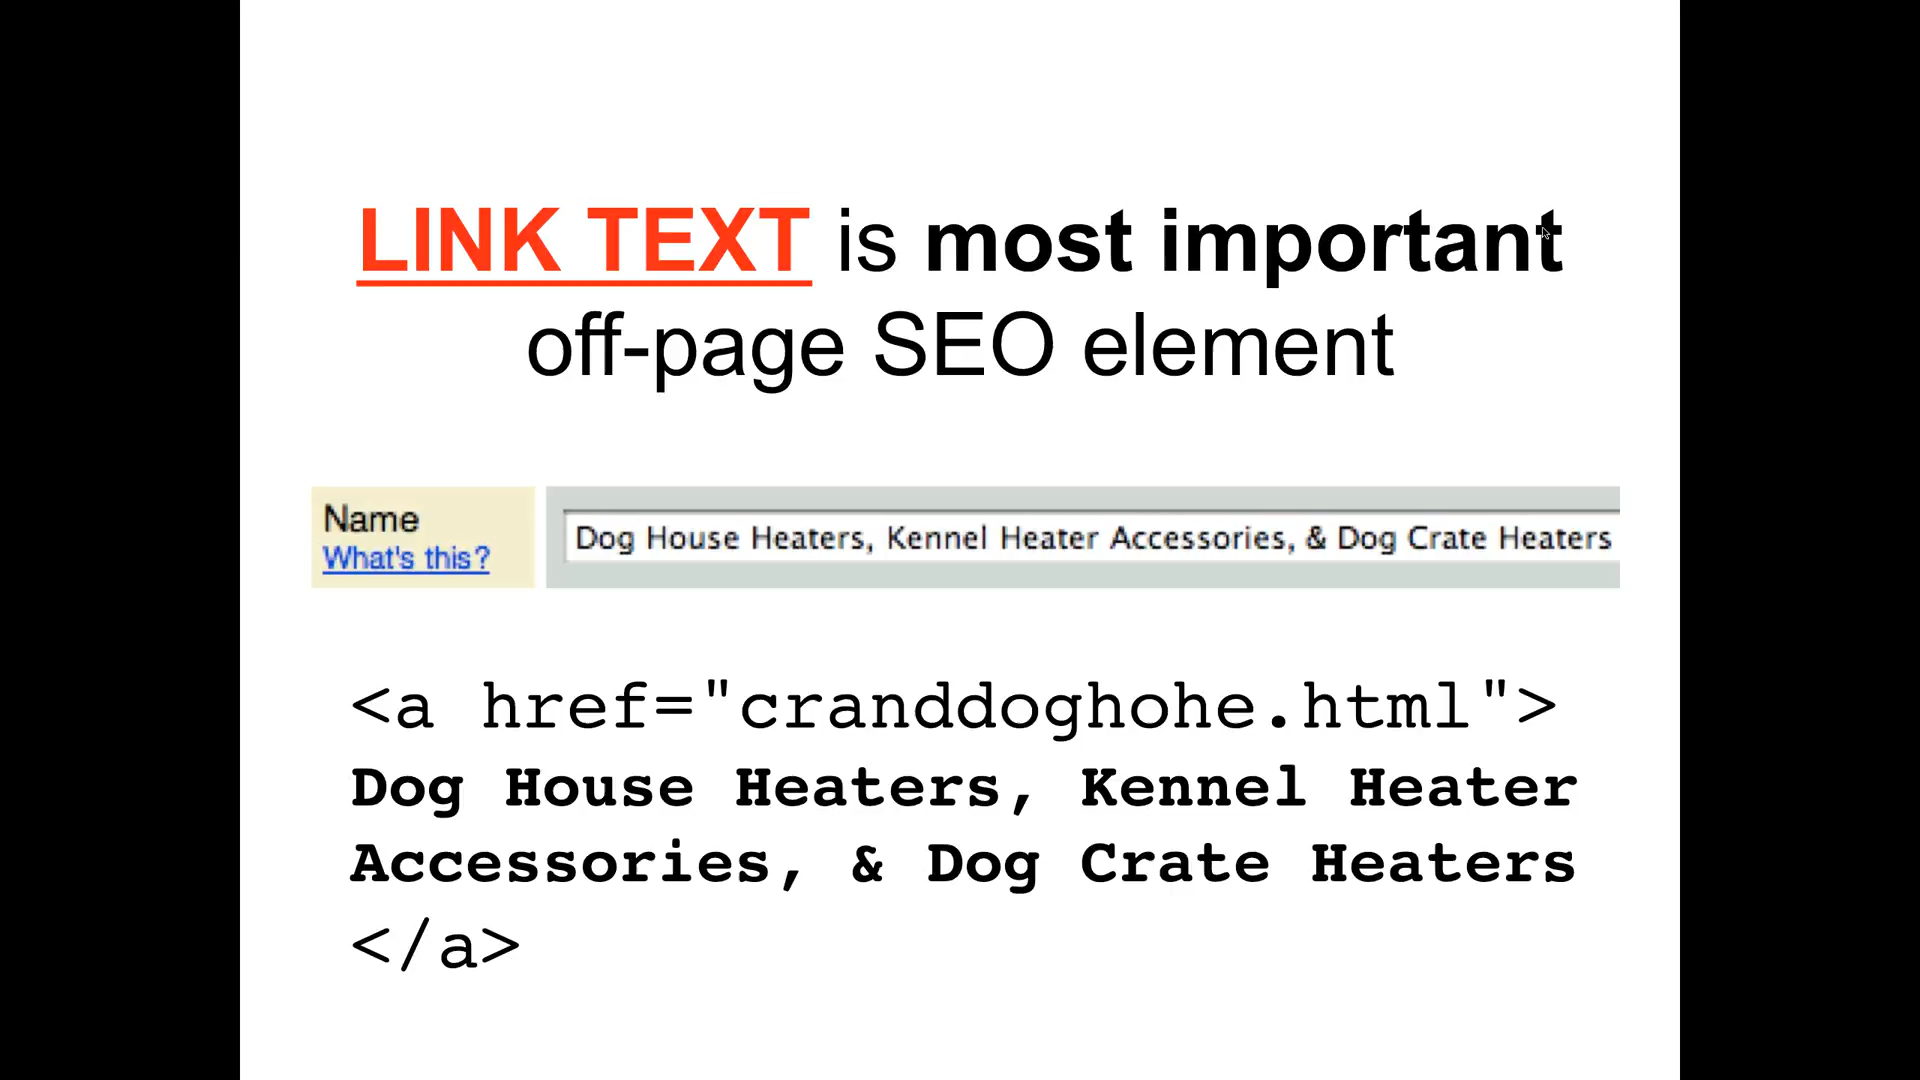 LINK TEXT is most important
off-page SEO element
Name
What's this?
Dog House Heaters, Kennel Heater Accessories, & Dog Crate Heaters
<a href="cranddoghohe.html">
Dog House Heaters, Kennel Heater
Accessories, & Dog Crate Heaters
</a>